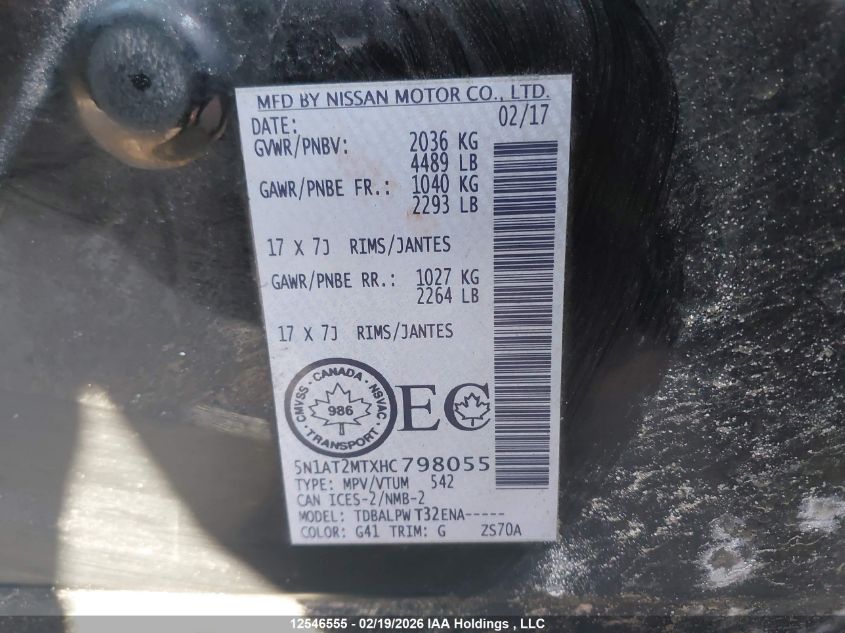 MFD BY NISSAN MOTOR CO., LTD.
DATE: 02/17
GVWR/PNBV: 2036 KG
4489 LB
GAWR/PNBE FR.: 1040 KG
2293 LB
17 X 7J RIMS/JANTES
GAWR/PNBE RR.: 1027 KG
2264 LB
17 X 7J RIMS/JANTES
CMVSS · CANADA · NSVAC
986
· TRANSPORT ·
EC
5N1AT2MTXHC798055
TYPE: MPV/VTUM 542
CAN ICES-2/NMB-2
MODEL: TDBALPW T32ENA-----
COLOR: G41 TRIM: G ZS70A
12546555 - 02/19/2026 IAA Holdings , LLC